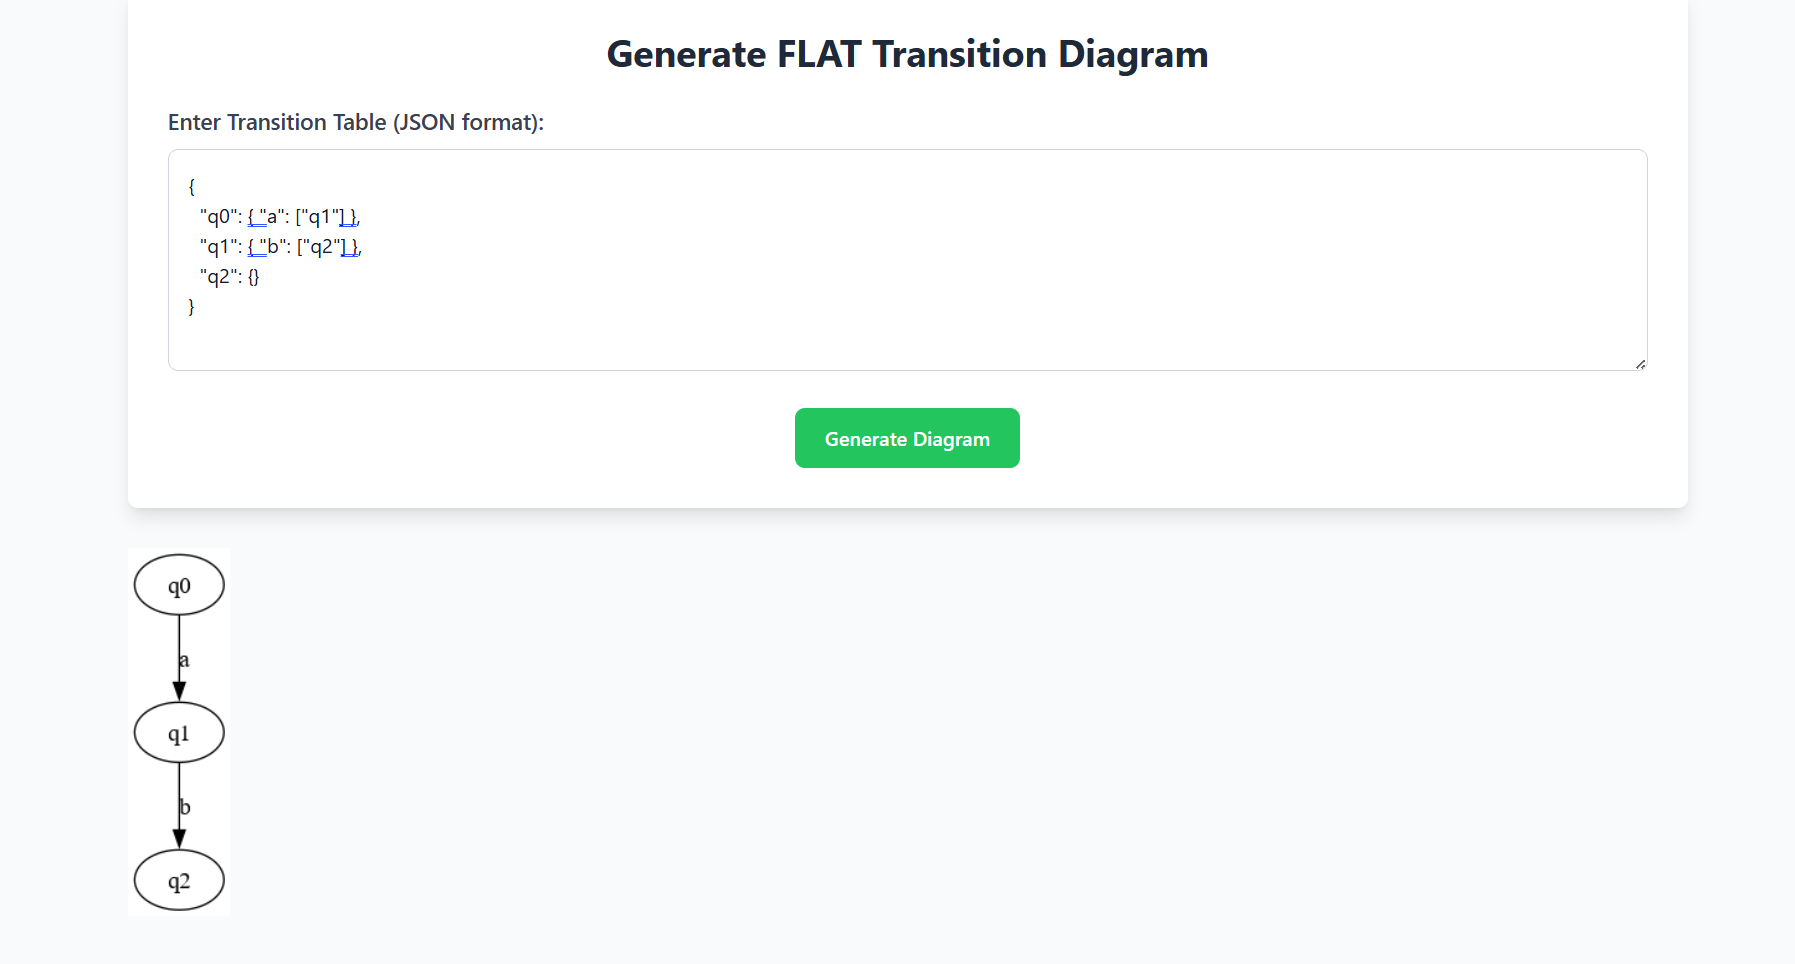 Generate FLAT Transition Diagram
Enter Transition Table (JSON format):
{
"q0": { "a": ["q1"] },
"q1": { "b": ["q2"] },
"q2": {}
}
Generate Diagram
q0
a
q1
b
q2